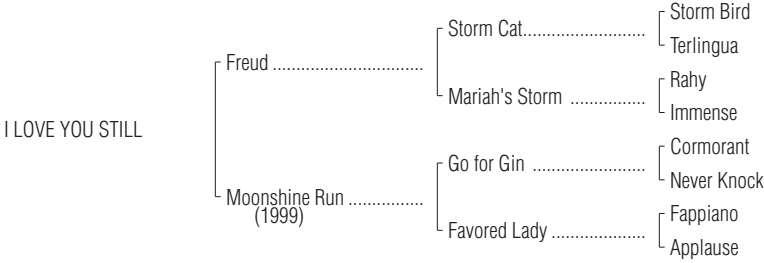 Storm Bird
Storm Cat..........................
Terlingua
Freud ................................
Rahy
Mariah's Storm ................
Immense
I LOVE YOU STILL
Cormorant
Go for Gin ........................
Never Knock
Moonshine Run ................
(1999)
Fappiano
Favored Lady ....................
Applause